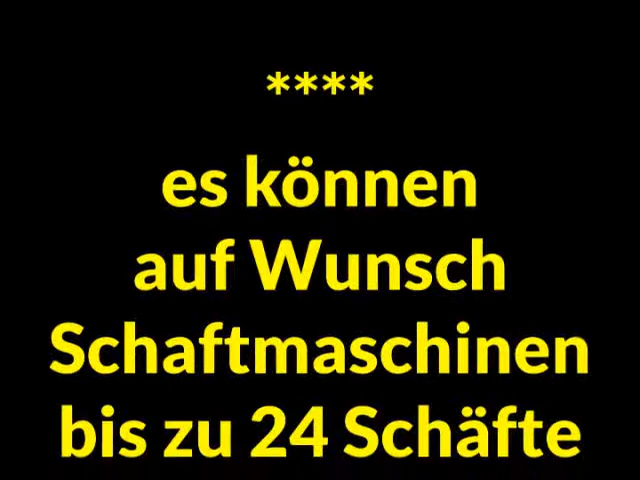 ****
es können
auf Wunsch
Schaftmaschinen
bis zu 24 Schäfte